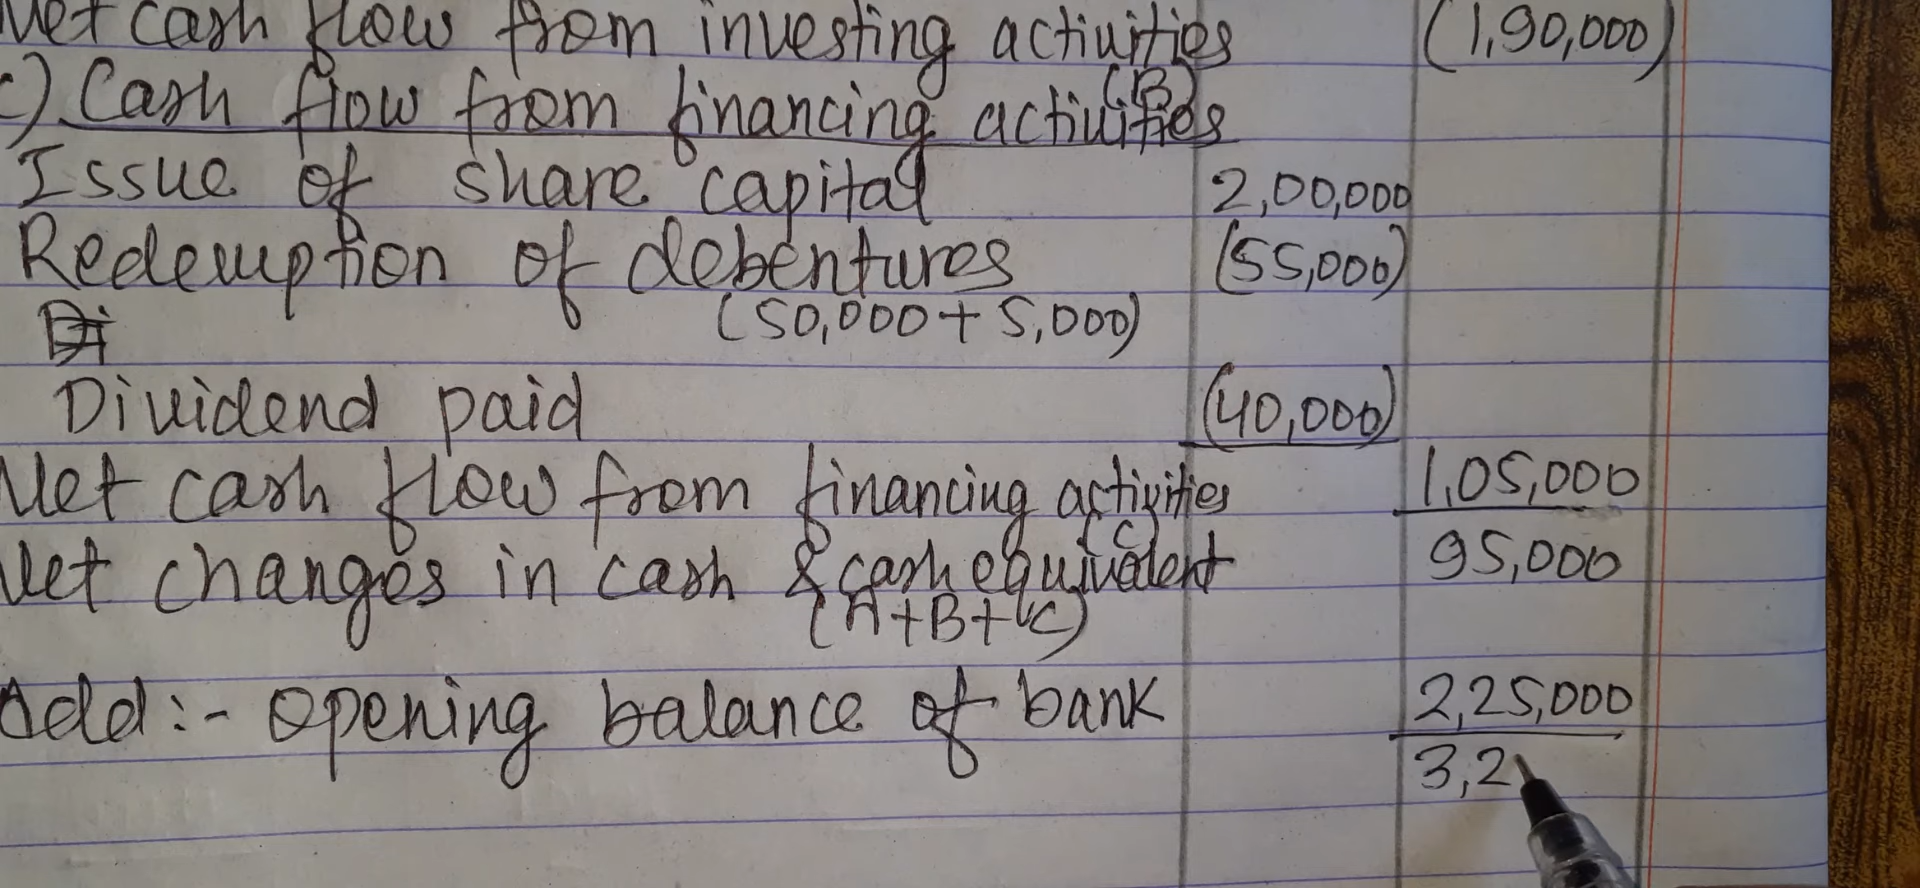 Net cash flow from investing activities (1,90,000)
(B)
c) Cash flow from financing activities
Issue of share capital 2,00,000
Redemption of debentures (55,000)
(50,000 + 5,000)
Di
Dividend paid (40,000)
Net cash flow from financing activities 1,05,000
(C)
Net changes in cash & cash equivalent 95,000
(A+B+C)
Add :- Opening balance of bank 2,25,000
3,2